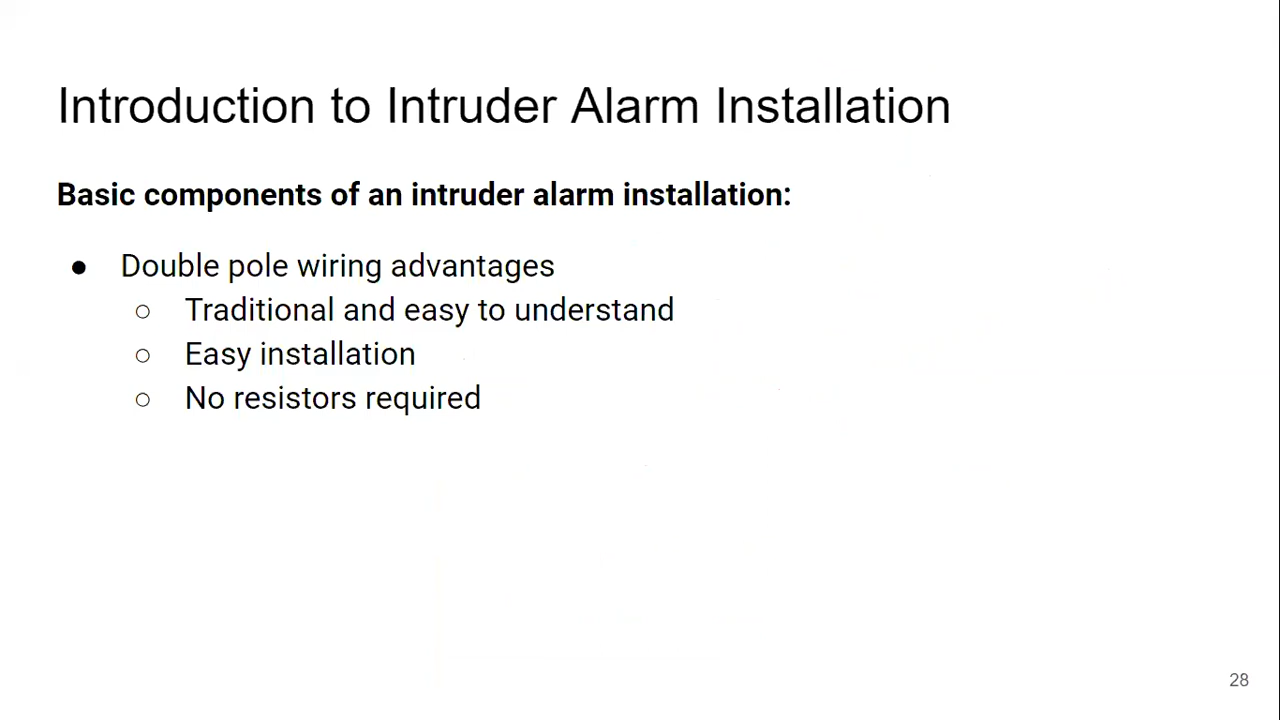 Introduction to Intruder Alarm Installation
Basic components of an intruder alarm installation:
● Double pole wiring advantages
○ Traditional and easy to understand
○ Easy installation
○ No resistors required
28